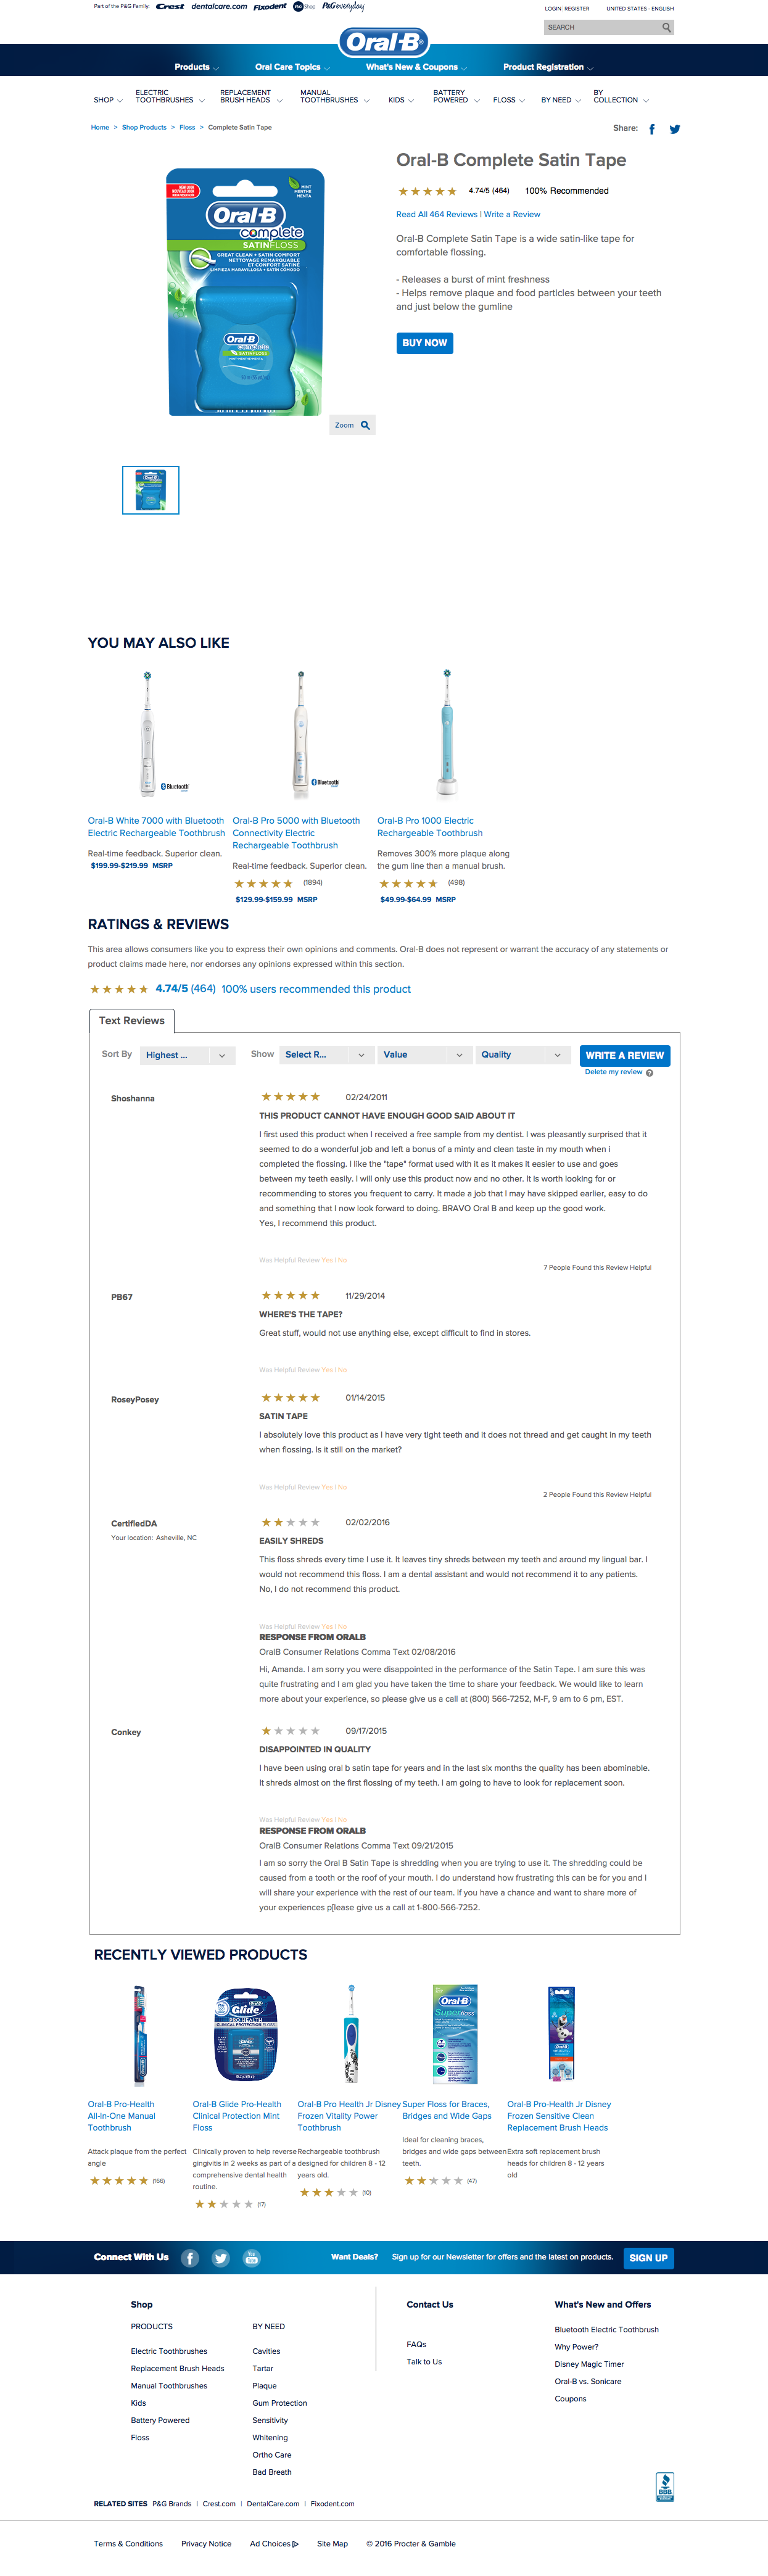 Part of the P&G Family:
Crest
dentalcare.com
Fixodent
P&G Shop
P&G everyday
LOGIN REGISTER
UNITED STATES - ENGLISH
SEARCH
Oral-B
Products
Oral Care Topics
What's New & Coupons
Product Registration
SHOP
ELECTRIC TOOTHBRUSHES
REPLACEMENT BRUSH HEADS
MANUAL TOOTHBRUSHES
KIDS
BATTERY POWERED
FLOSS
BY NEED
BY COLLECTION
Home > Shop Products > Floss > Complete Satin Tape
Share:
Oral-B Complete Satin Tape
4.74/5 (464) 100% Recommended
Read All 464 Reviews | Write a Review
Oral-B Complete Satin Tape is a wide satin-like tape for
comfortable flossing.
- Releases a burst of mint freshness
- Helps remove plaque and food particles between your teeth
and just below the gumline
BUY NOW
NEW LOOK
MINT
MENTHE
MENTA
Oral-B
complete
SATINFLOSS
GREAT CLEAN + SATIN COMFORT
NETTOYAGE REMARQUABLE
ET CONFORT SATINÉ
LIMPIEZA MARAVILLOSA + SATIN COMODO
Oral-B
complete
SATINFLOSS
Zoom
YOU MAY ALSO LIKE
Bluetooth
Bluetooth
Oral-B White 7000 with Bluetooth
Electric Rechargeable Toothbrush
Real-time feedback. Superior clean.
$199.99-$219.99 MSRP
Oral-B Pro 5000 with Bluetooth
Connectivity Electric
Rechargeable Toothbrush
Real-time feedback. Superior clean.
(1894)
$129.99-$159.99 MSRP
Oral-B Pro 1000 Electric
Rechargeable Toothbrush
Removes 300% more plaque along
the gum line than a manual brush.
(498)
$49.99-$64.99 MSRP
RATINGS & REVIEWS
This area allows consumers like you to express their own opinions and comments. Oral-B does not represent or warrant the accuracy of any statements or
product claims made here, nor endorses any opinions expressed within this section.
4.74/5 (464) 100% users recommended this product
Text Reviews
Sort By
Highest ...
Show
Select R...
Value
Quality
WRITE A REVIEW
Delete my review
Shoshanna
02/24/2011
THIS PRODUCT CANNOT HAVE ENOUGH GOOD SAID ABOUT IT
I first used this product when I received a free sample from my dentist. I was pleasantly surprised that it
seemed to do a wonderful job and left a bonus of a minty and clean taste in my mouth when i
completed the flossing. I like the "tape" format used with it as it makes it easier to use and goes
between my teeth easily. I will only use this product now and no other. It is worth looking for or
recommending to stores you frequent to carry. It made a job that I may have skipped earlier, easy to do
and something that I now look forward to doing. BRAVO Oral B and keep up the good work.
Yes, I recommend this product.
Was Helpful Review Yes | No
7 People Found this Review Helpful
PB67
11/29/2014
WHERE'S THE TAPE?
Great stuff, would not use anything else, except difficult to find in stores.
Was Helpful Review Yes | No
RoseyPosey
01/14/2015
SATIN TAPE
I absolutely love this product as I have very tight teeth and it does not thread and get caught in my teeth
when flossing. Is it still on the market?
Was Helpful Review Yes | No
2 People Found this Review Helpful
CertifiedDA
Your location: Asheville, NC
02/02/2016
EASILY SHREDS
This floss shreds every time I use it. It leaves tiny shreds between my teeth and around my lingual bar. I
would not recommend this floss. I am a dental assistant and would not recommend it to any patients.
No, I do not recommend this product.
Was Helpful Review Yes | No
RESPONSE FROM ORALB
OralB Consumer Relations Comma Text 02/08/2016
Hi, Amanda. I am sorry you were disappointed in the performance of the Satin Tape. I am sure this was
quite frustrating and I am glad you have taken the time to share your feedback. We would like to learn
more about your experience, so please give us a call at (800) 566-7252, M-F, 9 am to 6 pm, EST.
Conkey
09/17/2015
DISAPPOINTED IN QUALITY
I have been using oral b satin tape for years and in the last six months the quality has been abominable.
It shreds almost on the first flossing of my teeth. I am going to have to look for replacement soon.
Was Helpful Review Yes | No
RESPONSE FROM ORALB
OralB Consumer Relations Comma Text 09/21/2015
I am so sorry the Oral B Satin Tape is shredding when you are trying to use it. The shredding could be
caused from a tooth or the roof of your mouth. I do understand how frustrating this can be for you and I
will share your experience with the rest of our team. If you have a chance and want to share more of
your experiences p[lease give us a call at 1-800-566-7252.
RECENTLY VIEWED PRODUCTS
Glide
PRO-HEALTH
CLINICAL PROTECTION
Oral-B
Superfloss
Oral-B Pro-Health
All-In-One Manual
Toothbrush
Attack plaque from the perfect
angle
(166)
Oral-B Glide Pro-Health
Clinical Protection Mint
Floss
Clinically proven to help reverse
gingivitis in 2 weeks as part of a
comprehensive dental health
routine.
(17)
Oral-B Pro Health Jr Disney
Frozen Vitality Power
Toothbrush
Rechargeable toothbrush
designed for children 8 - 12
years old.
(10)
Super Floss for Braces,
Bridges and Wide Gaps
Ideal for cleaning braces,
bridges and wide gaps between
teeth.
(47)
Oral-B Pro-Health Jr Disney
Frozen Sensitive Clean
Replacement Brush Heads
Extra soft replacement brush
heads for children 8 - 12 years
old
Connect With Us
You Tube
Want Deals?
Sign up for our Newsletter for offers and the latest on products.
SIGN UP
Shop
PRODUCTS
Electric Toothbrushes
Replacement Brush Heads
Manual Toothbrushes
Kids
Battery Powered
Floss
BY NEED
Cavities
Tartar
Plaque
Gum Protection
Sensitivity
Whitening
Ortho Care
Bad Breath
Contact Us
FAQs
Talk to Us
What's New and Offers
Bluetooth Electric Toothbrush
Why Power?
Disney Magic Timer
Oral-B vs. Sonicare
Coupons
BBB
RELATED SITES P&G Brands | Crest.com | DentalCare.com | Fixodent.com
Terms & Conditions
Privacy Notice
Ad Choices
Site Map
© 2016 Procter & Gamble